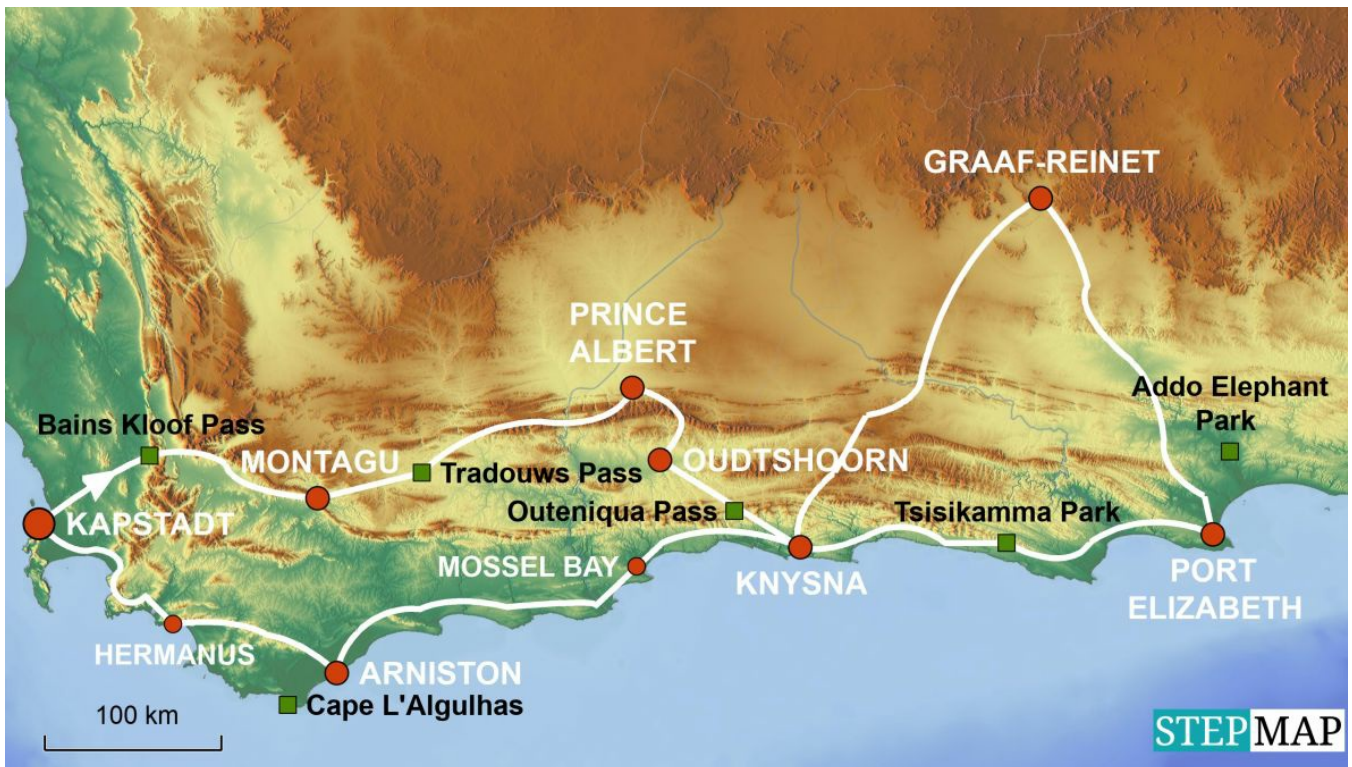 GRAAF-REINET
PRINCE
ALBERT
Addo Elephant
Park
Bains Kloof Pass
MONTAGU
Tradouws Pass
OUDTSHOORN
KAPSTADT
Outeniqua Pass
Tsisikamma Park
MOSSEL BAY
KNYSNA
PORT
ELIZABETH
HERMANUS
ARNISTON
Cape L'Algulhas
100 km
STEPMAP